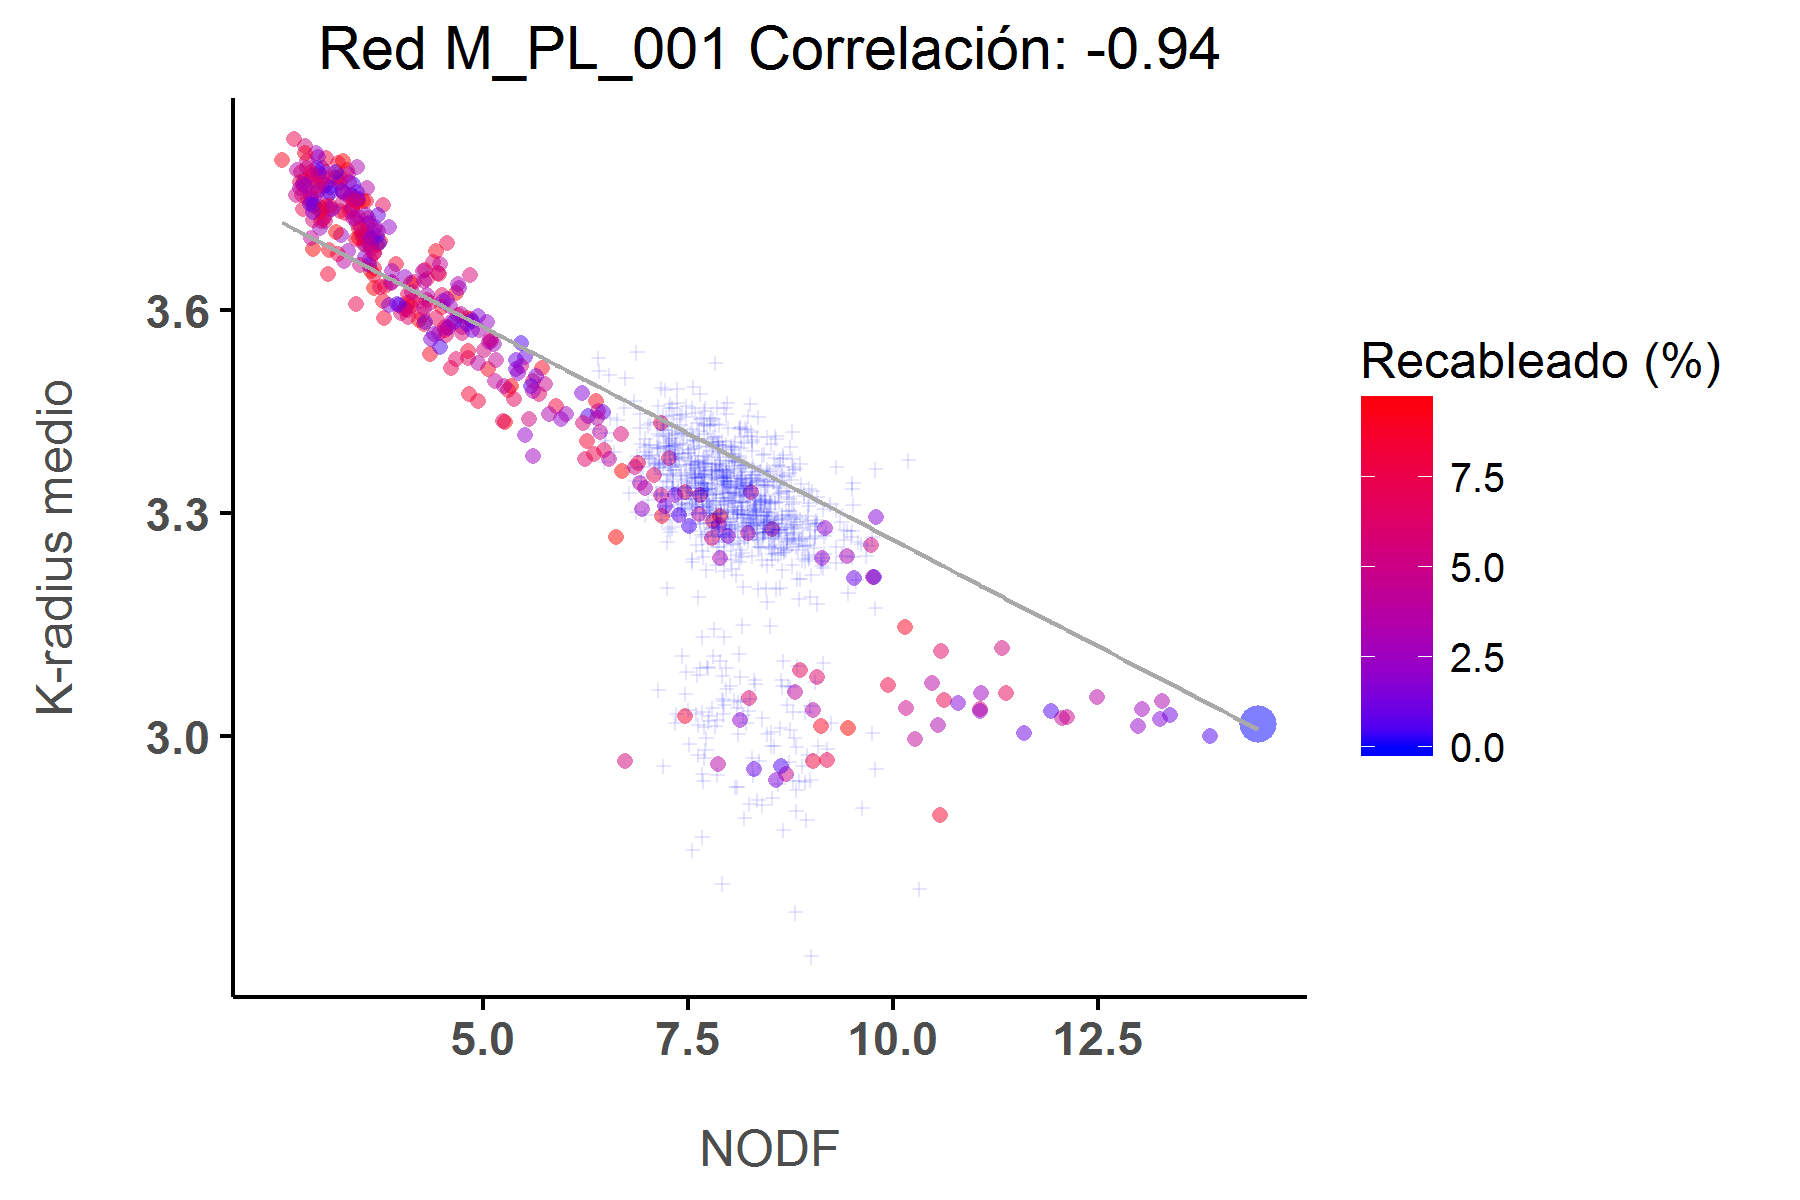 Red M_PL_001 Correlación: -0.94
K-radius medio
3.6
3.3
3.0
5.0
7.5
10.0
12.5
NODF
Recableado (%)
7.5
5.0
2.5
0.0